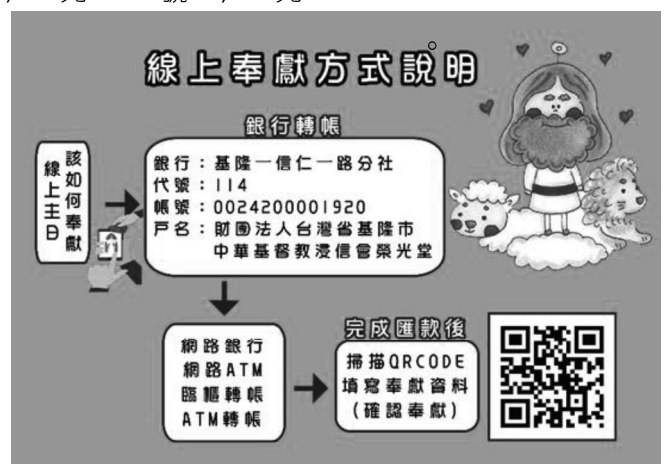 線上奉獻方式說明
銀行轉帳
線上主日
該如何奉獻
銀行：基隆一信仁一路分社
代號：114
帳號：0024200001920
戶名：財團法人台灣省基隆市
中華基督教浸信會榮光堂
網路銀行
網路ATM
臨櫃轉帳
ATM轉帳
完成匯款後
掃描QRCODE
填寫奉獻資料
(確認奉獻)